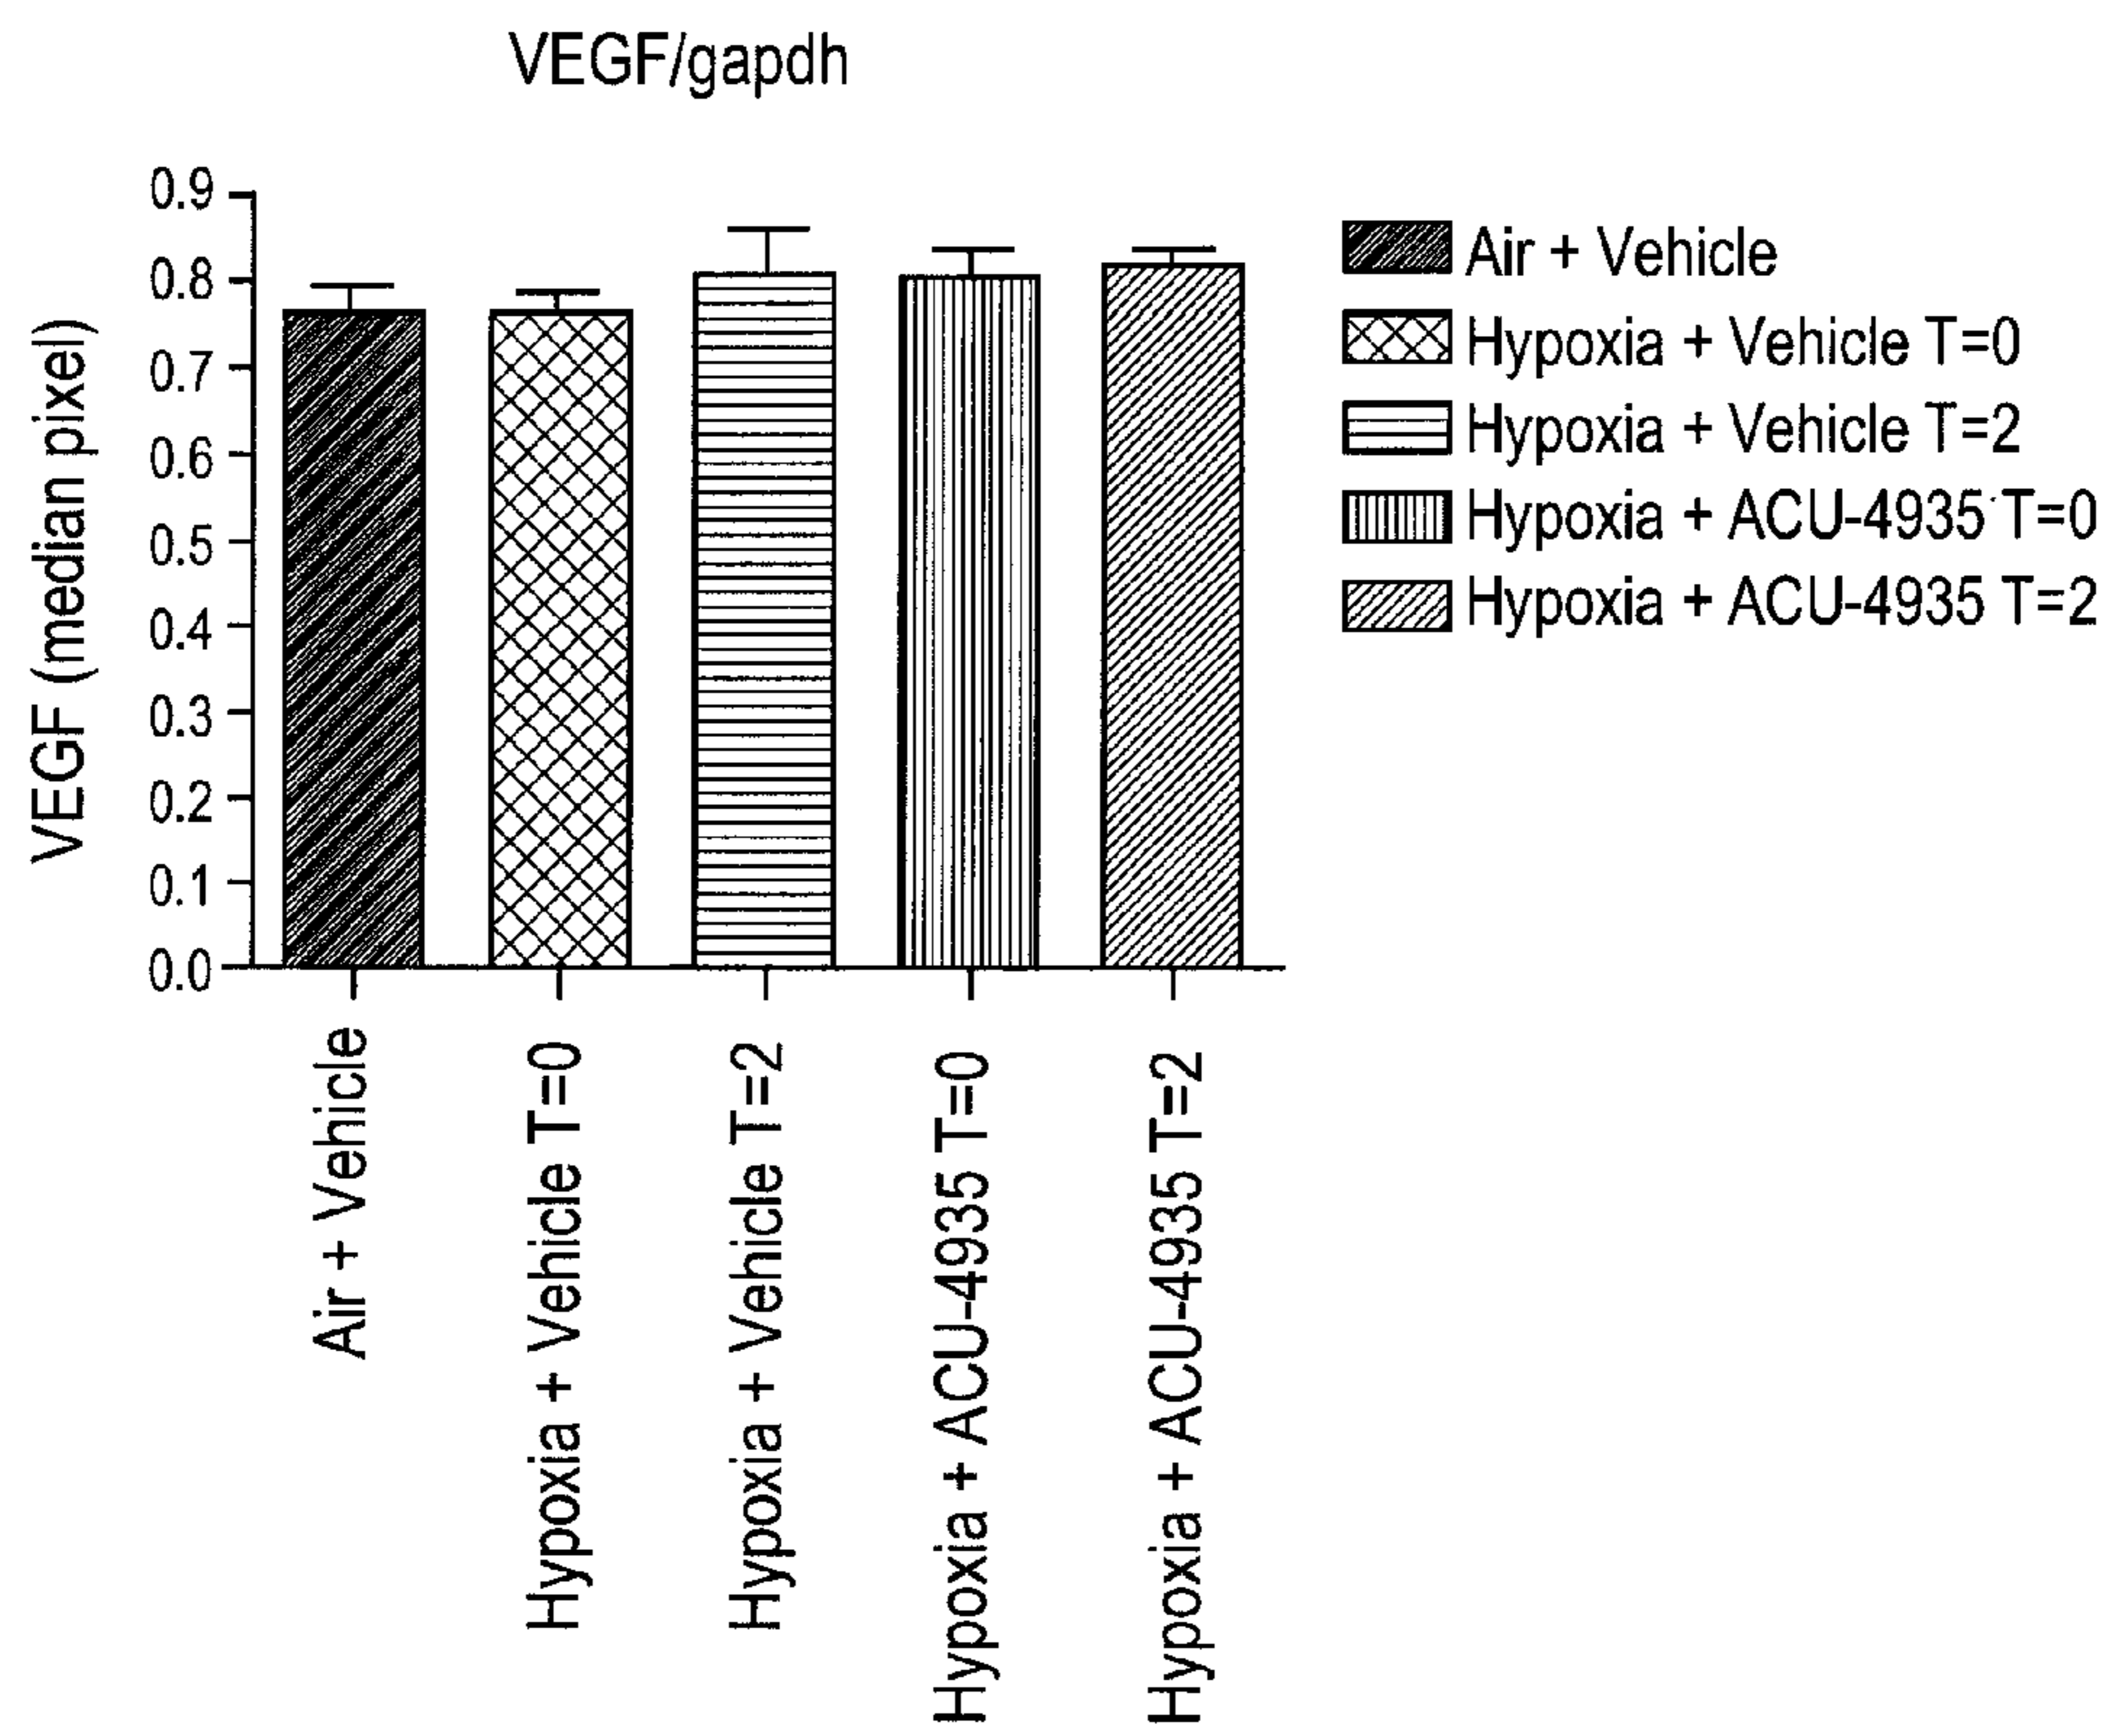 VEGF/gapdh
VEGF (median pixel)
0.9
0.8
0.7
0.6
0.5
0.4
0.3
0.2
0.1
0.0
Air + Vehicle
Hypoxia + Vehicle T=0
Hypoxia + Vehicle T=2
Hypoxia + ACU-4935 T=0
Hypoxia + ACU-4935 T=2
Air + Vehicle
Hypoxia + Vehicle T=0
Hypoxia + Vehicle T=2
Hypoxia + ACU-4935 T=0
Hypoxia + ACU-4935 T=2